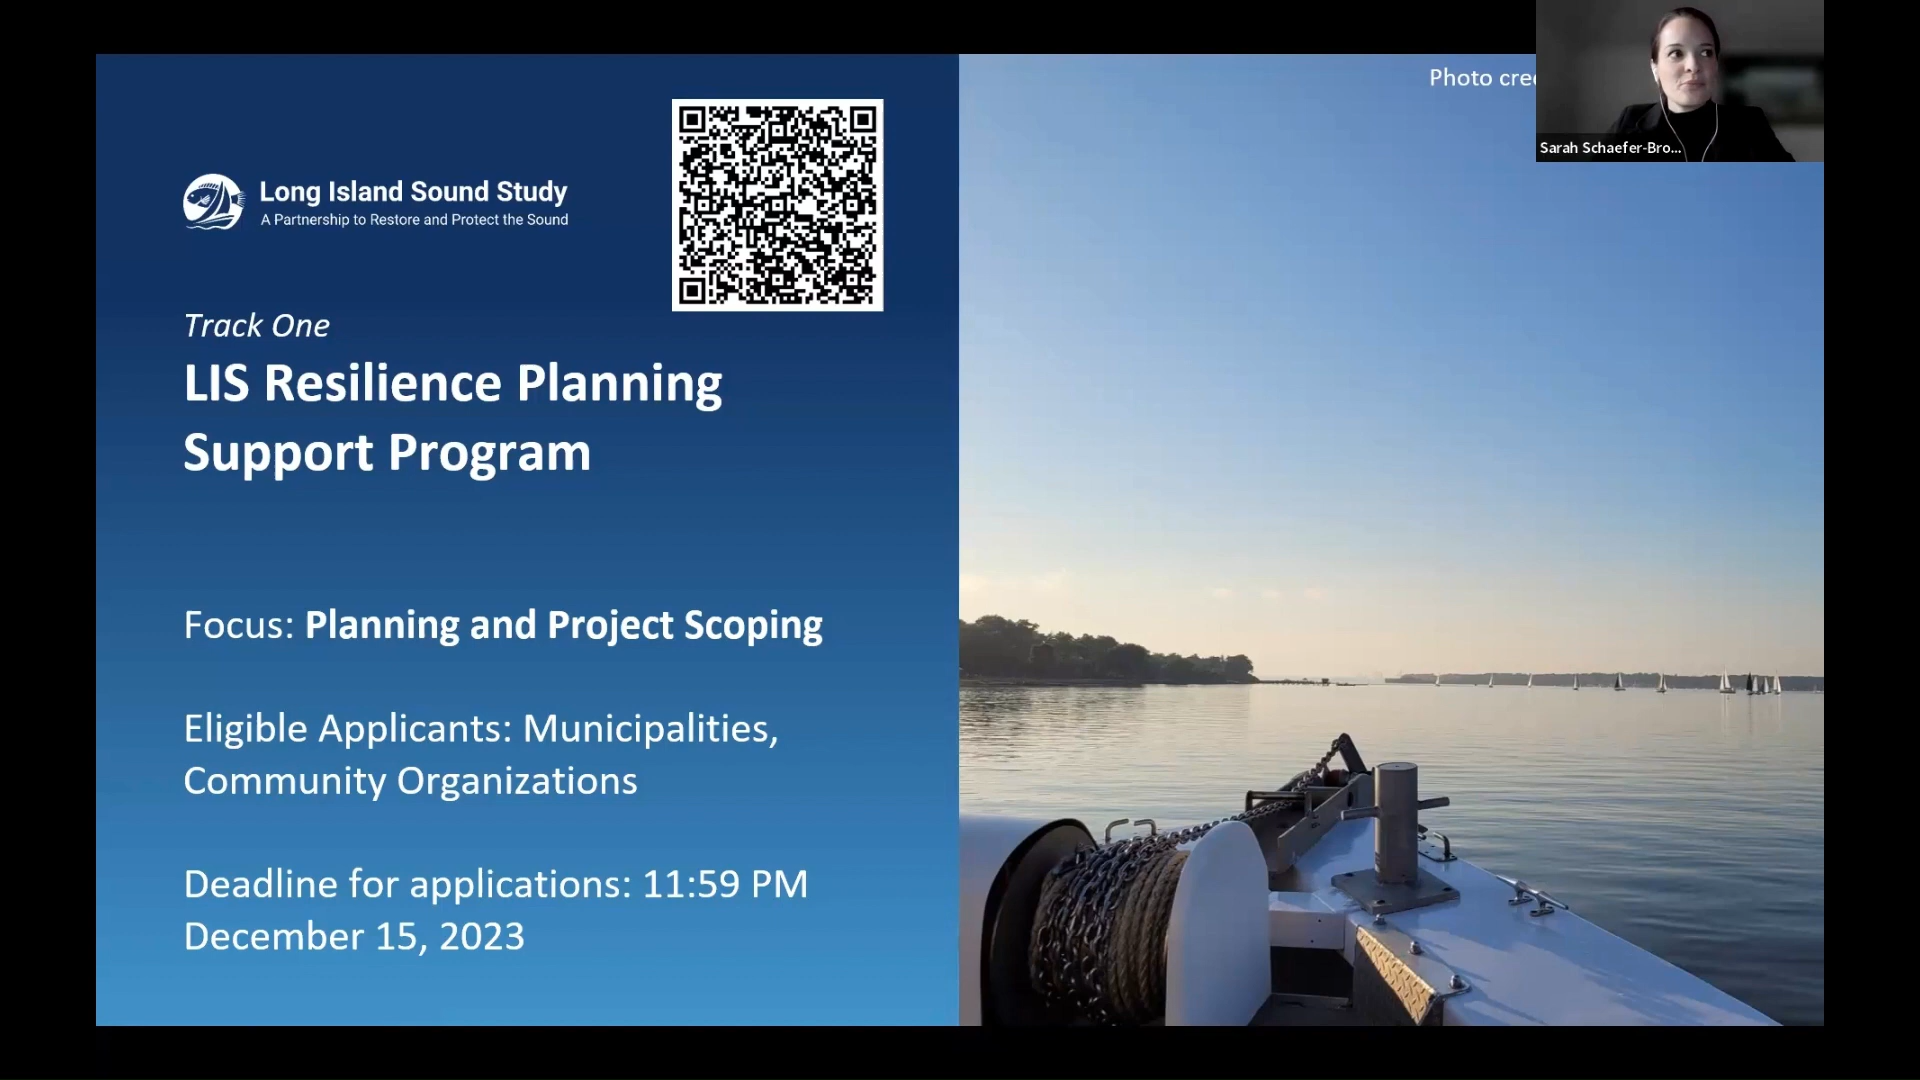 Photo cre
Sarah Schaefer-Bro...
Long Island Sound Study
A Partnership to Restore and Protect the Sound
Track One
LIS Resilience Planning
Support Program
Focus: Planning and Project Scoping
Eligible Applicants: Municipalities,
Community Organizations
Deadline for applications: 11:59 PM
December 15, 2023